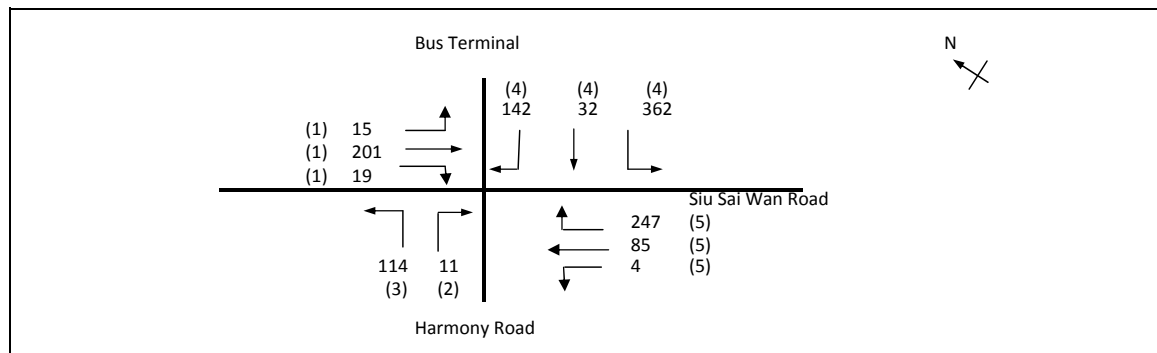 Bus Terminal
N
(4) (4) (4)
142 32 362
(1) 15
(1) 201
(1) 19
Siu Sai Wan Road
247 (5)
85 (5)
4 (5)
114 11
(3) (2)
Harmony Road